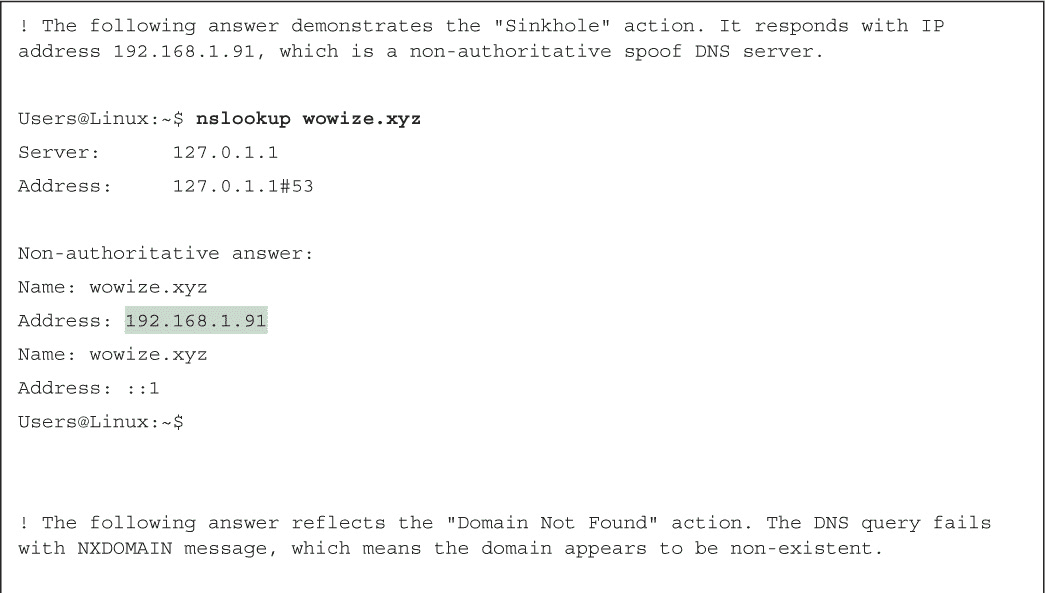 ! The following answer demonstrates the "Sinkhole" action. It responds with IP
address 192.168.1.91, which is a non-authoritative spoof DNS server.
Users@Linux:~$ nslookup wowize.xyz
Server: 127.0.1.1
Address: 127.0.1.1#53
Non-authoritative answer:
Name: wowize.xyz
Address: 192.168.1.91
Name: wowize.xyz
Address: ::1
Users@Linux:~$
! The following answer reflects the "Domain Not Found" action. The DNS query fails
with NXDOMAIN message, which means the domain appears to be non-existent.